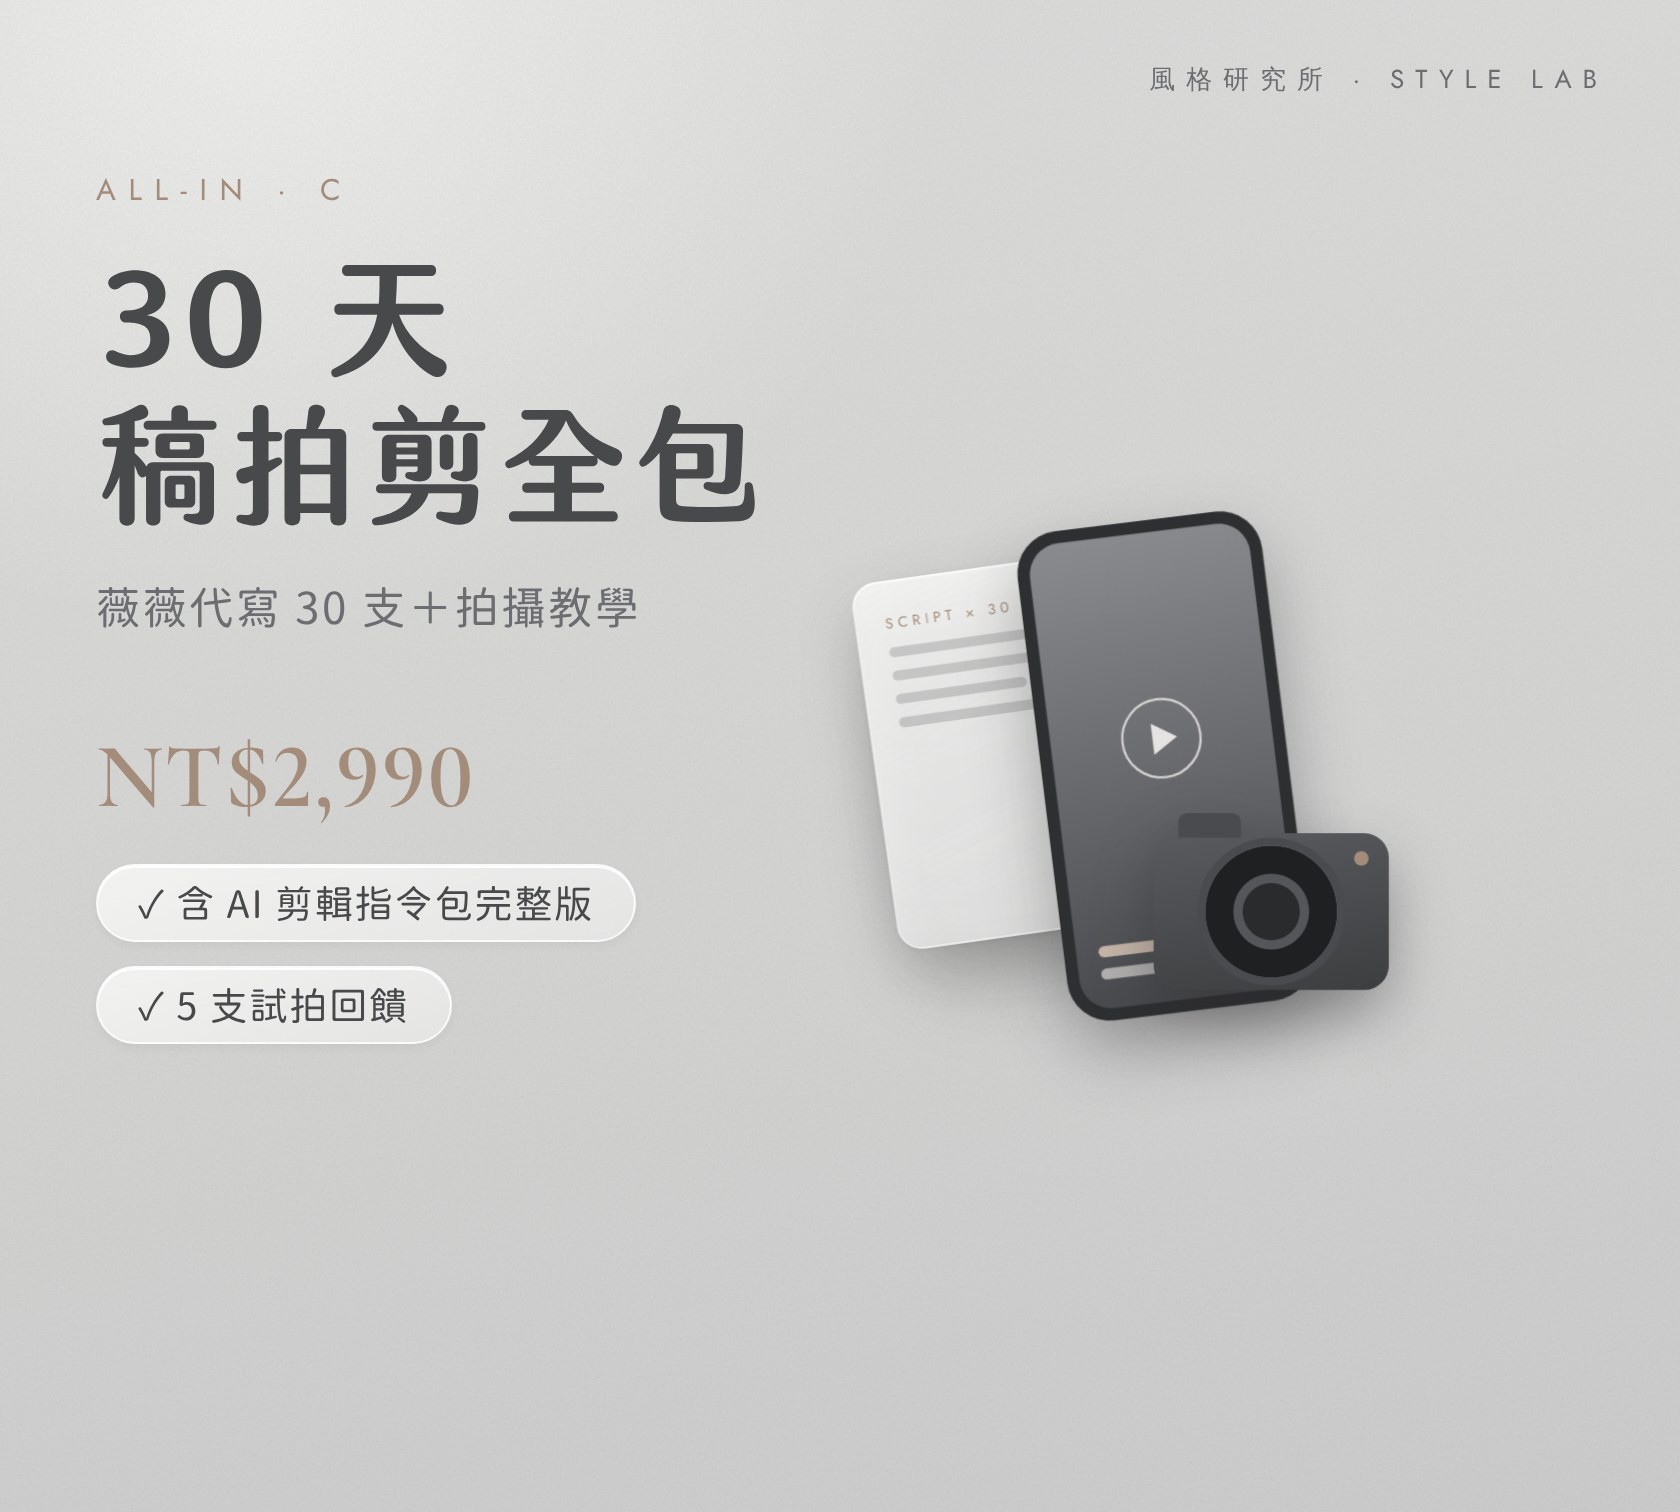 風格研究所 · STYLE LAB
ALL-IN · C
30 天
稿拍剪全包
薇薇代寫 30 支＋拍攝教學
SCRIPT × 30
NT$2,990
✓ 含 AI 剪輯指令包完整版
✓ 5 支試拍回饋